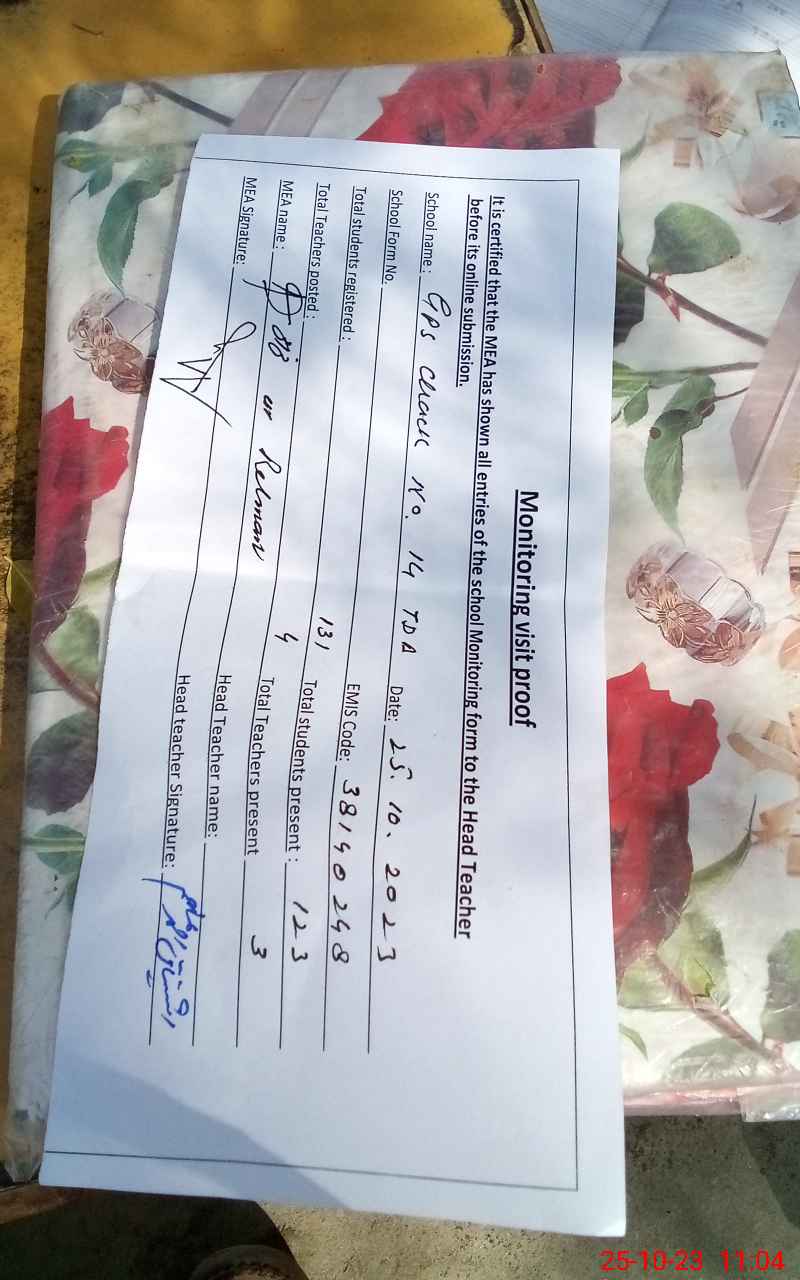 Monitoring visit proof
It is certified that the MEA has shown all entries of the school Monitoring form to the Head Teacher
before its online submission.
School name : GPS chack No. 14 TDA Date: 25. 10. 2023
School Form No. EMIS Code: 38140248
Total students registered : 131 Total students present : 123
Total Teachers posted : 4 Total Teachers present 3
MEA name : ur Rehman Head Teacher name:
MEA Signature: Head teacher Signature:
25-10-23 11:04